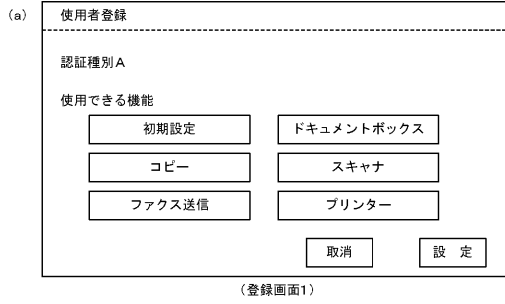 (a)
使用者登録
認証種別A
使用できる機能
初期設定 ドキュメントボックス
コピー スキャナ
ファクス送信 プリンター
取消 設 定
(登録画面1)